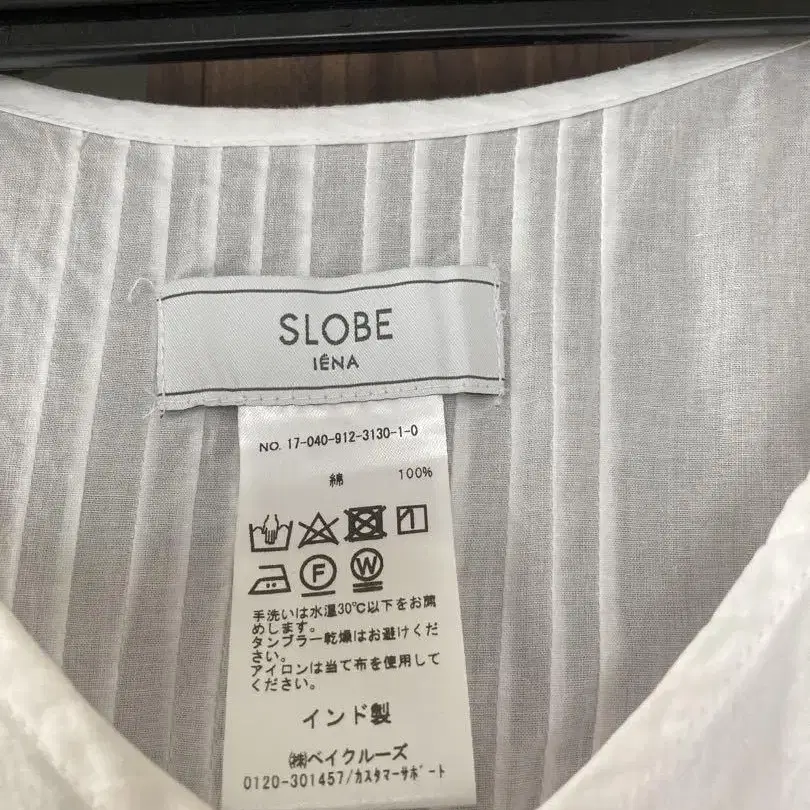 SLOBE
IÉNA
NO. 17-040-912-3130-1-0
綿 100%
F W
手洗いは水温30℃以下をお薦
めします。
タンブラー乾燥はお避けくだ
さい。
アイロンは当て布を使用して
ください。
インド製
㈱ベイクルーズ
0120-301457/カスタマーサポート